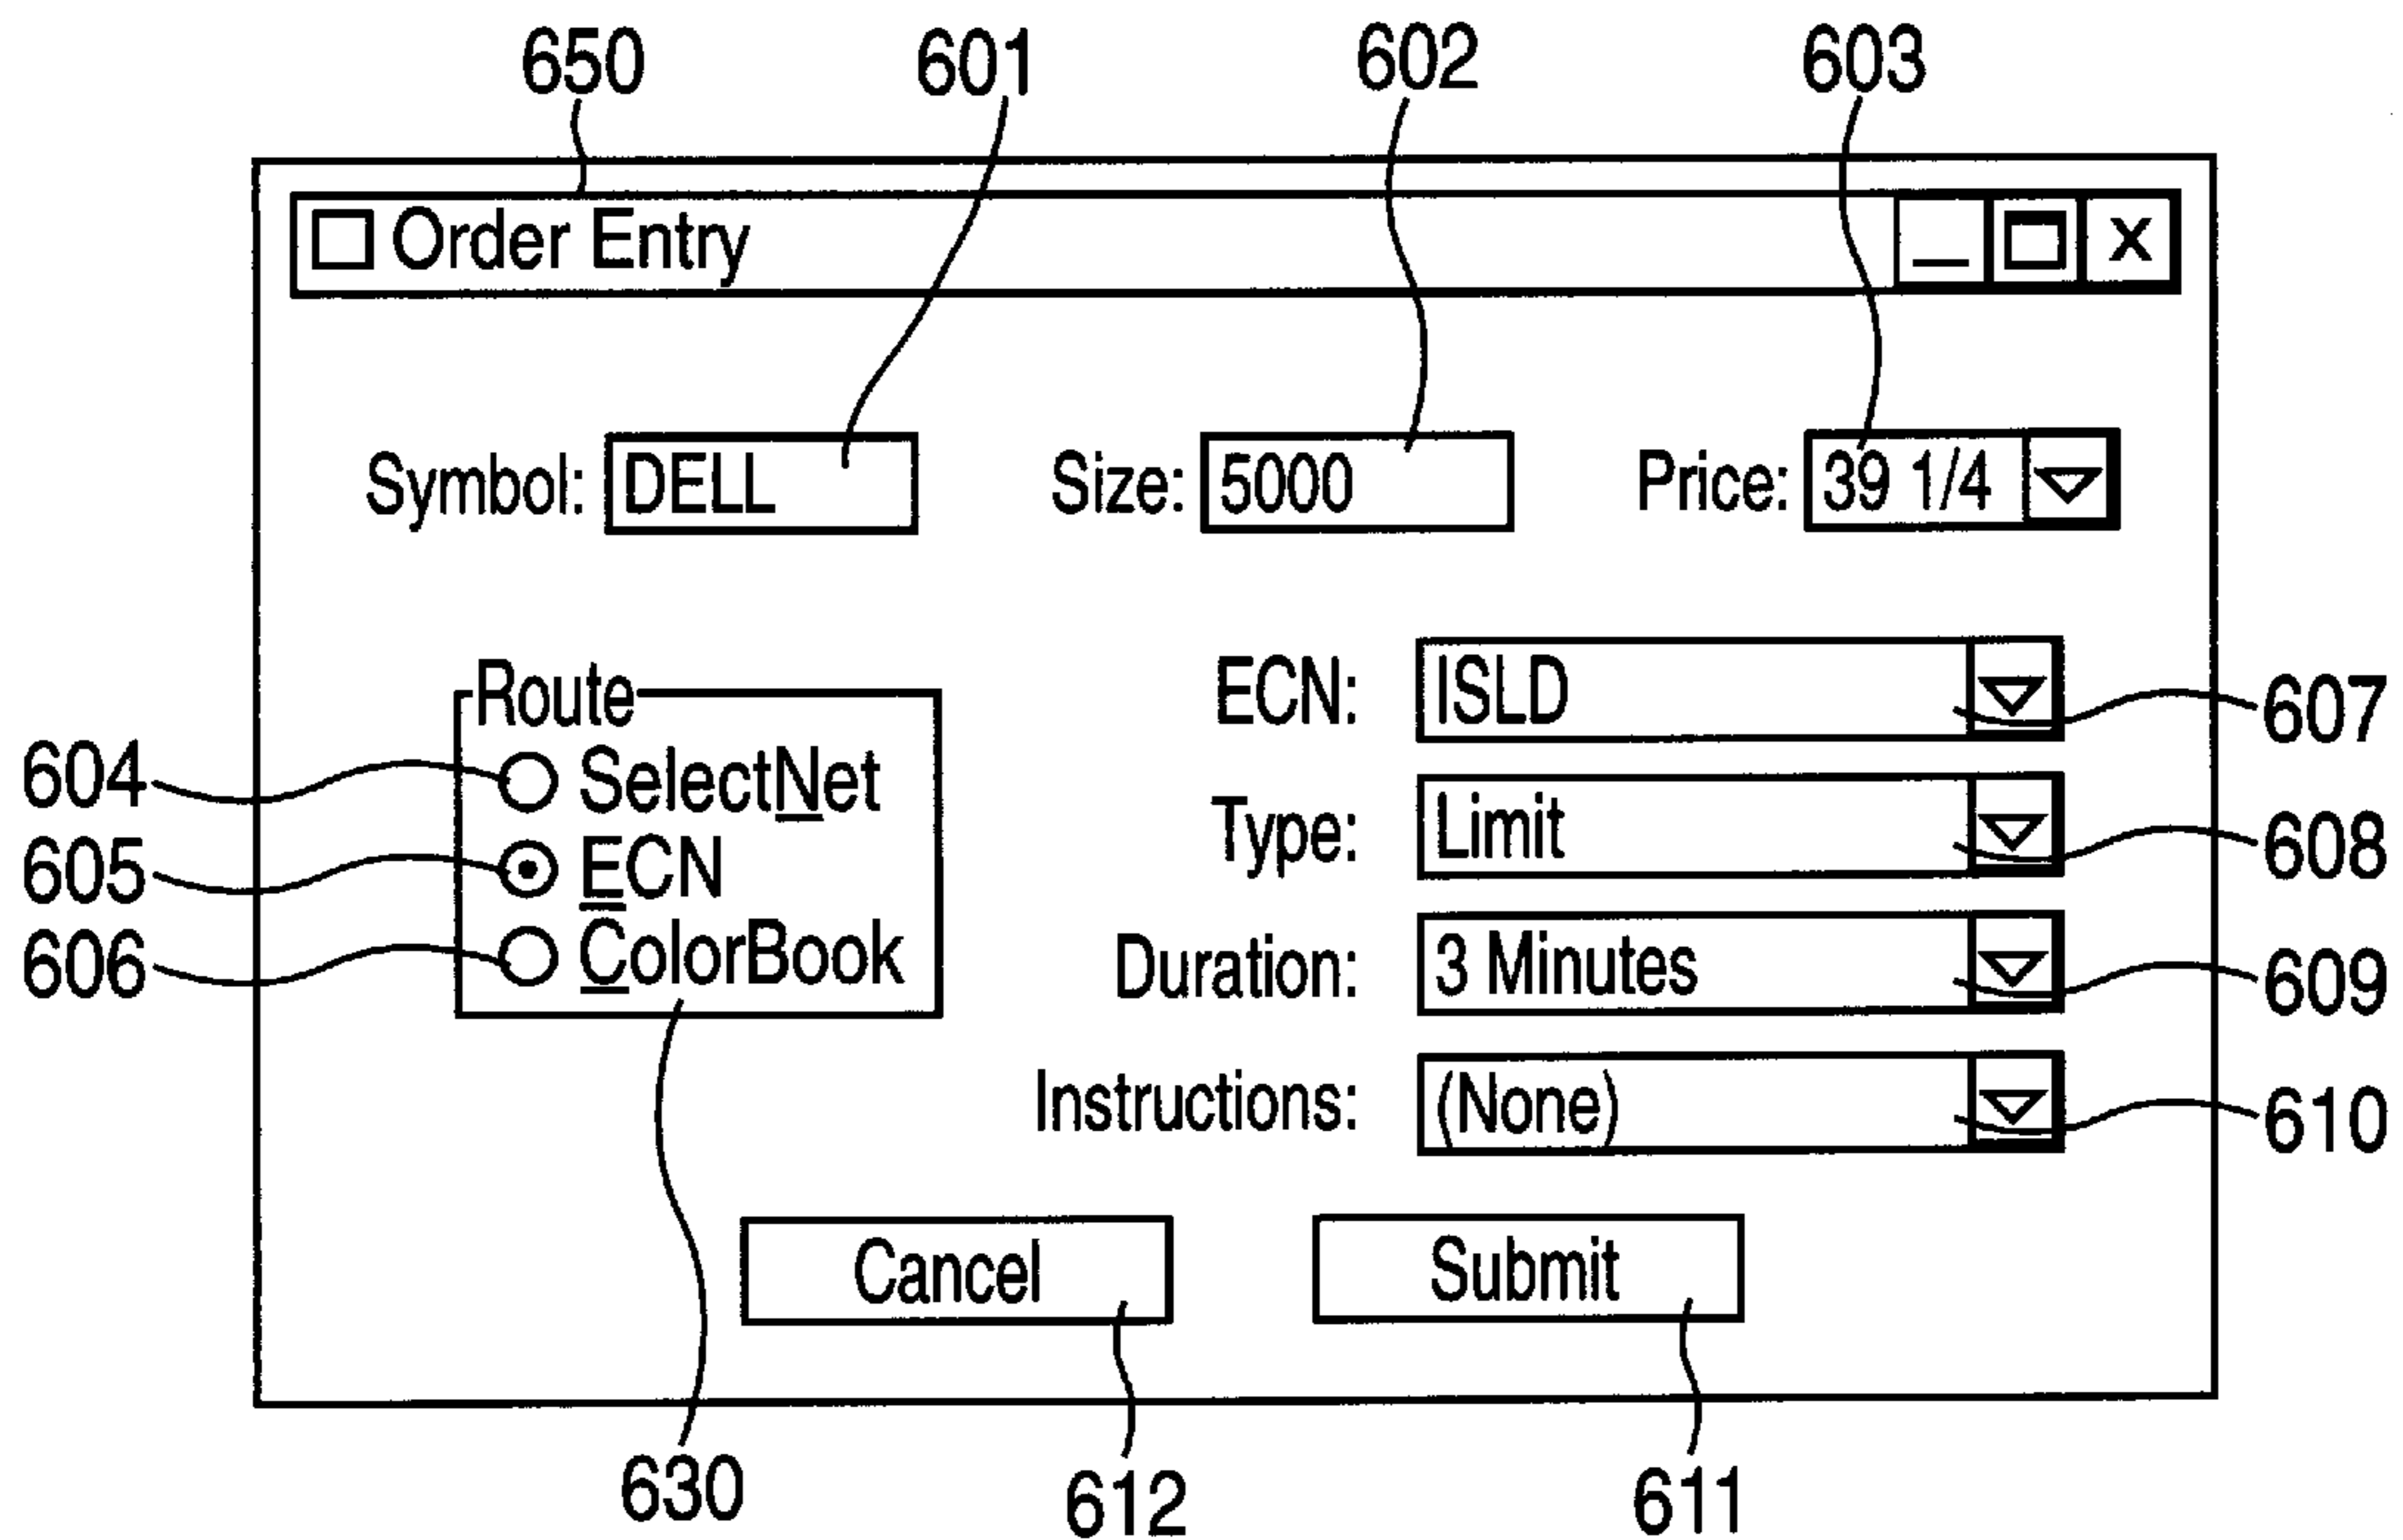 650 601 602 603
Order Entry
Symbol: DELL Size: 5000 Price: 39 1/4
Route
604 SelectNet
605 ECN
606 ColorBook
ECN: ISLD 607
Type: Limit 608
Duration: 3 Minutes 609
Instructions: (None) 610
Cancel Submit
630 612 611